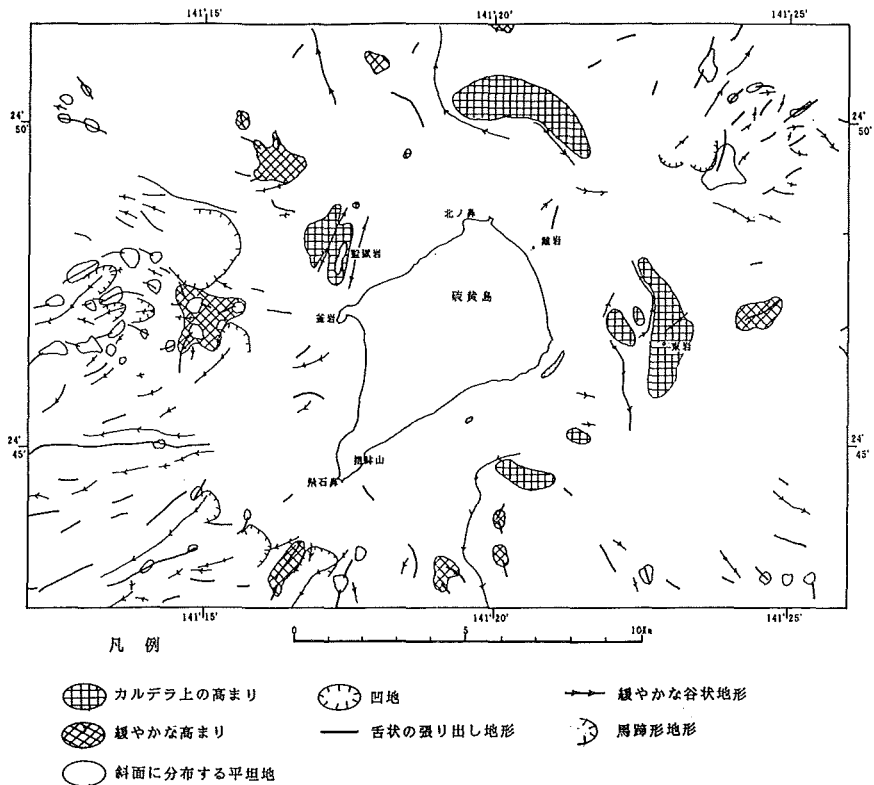 141°15' 141°20' 141°25'
24°
50'
24°
50'
北ノ鼻
監獄岩
硫黄島
釜岩
東岩
24°
45'
24°
45'
摺鉢山
141°15' 141°20' 141°25'
凡例
0 5 10Km
カルデラ上の高まり
凹地
緩やかな谷状地形
緩やかな高まり
舌状の張り出し地形
馬蹄形地形
斜面に分布する平坦地